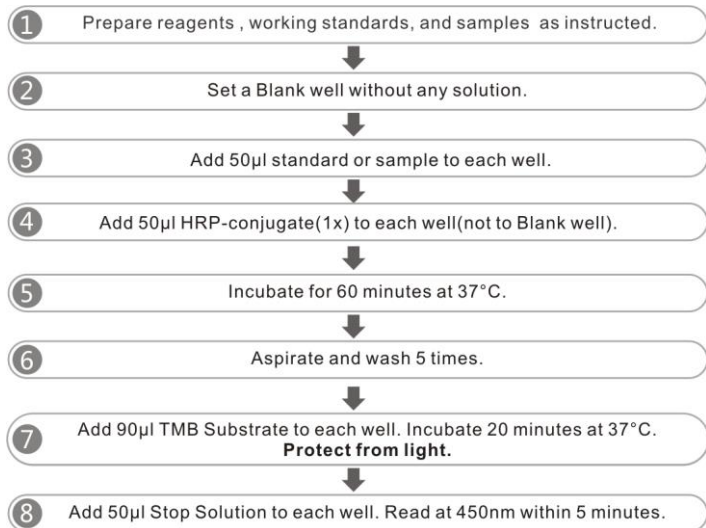 1 Prepare reagents , working standards, and samples as instructed.
2 Set a Blank well without any solution.
3 Add 50μl standard or sample to each well.
4 Add 50μl HRP-conjugate(1x) to each well(not to Blank well).
5 Incubate for 60 minutes at 37°C.
6 Aspirate and wash 5 times.
7 Add 90μl TMB Substrate to each well. Incubate 20 minutes at 37°C.
Protect from light.
8 Add 50μl Stop Solution to each well. Read at 450nm within 5 minutes.